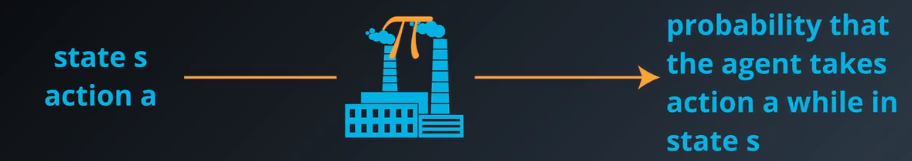 state s
action a
π
probability that
the agent takes
action a while in
state s